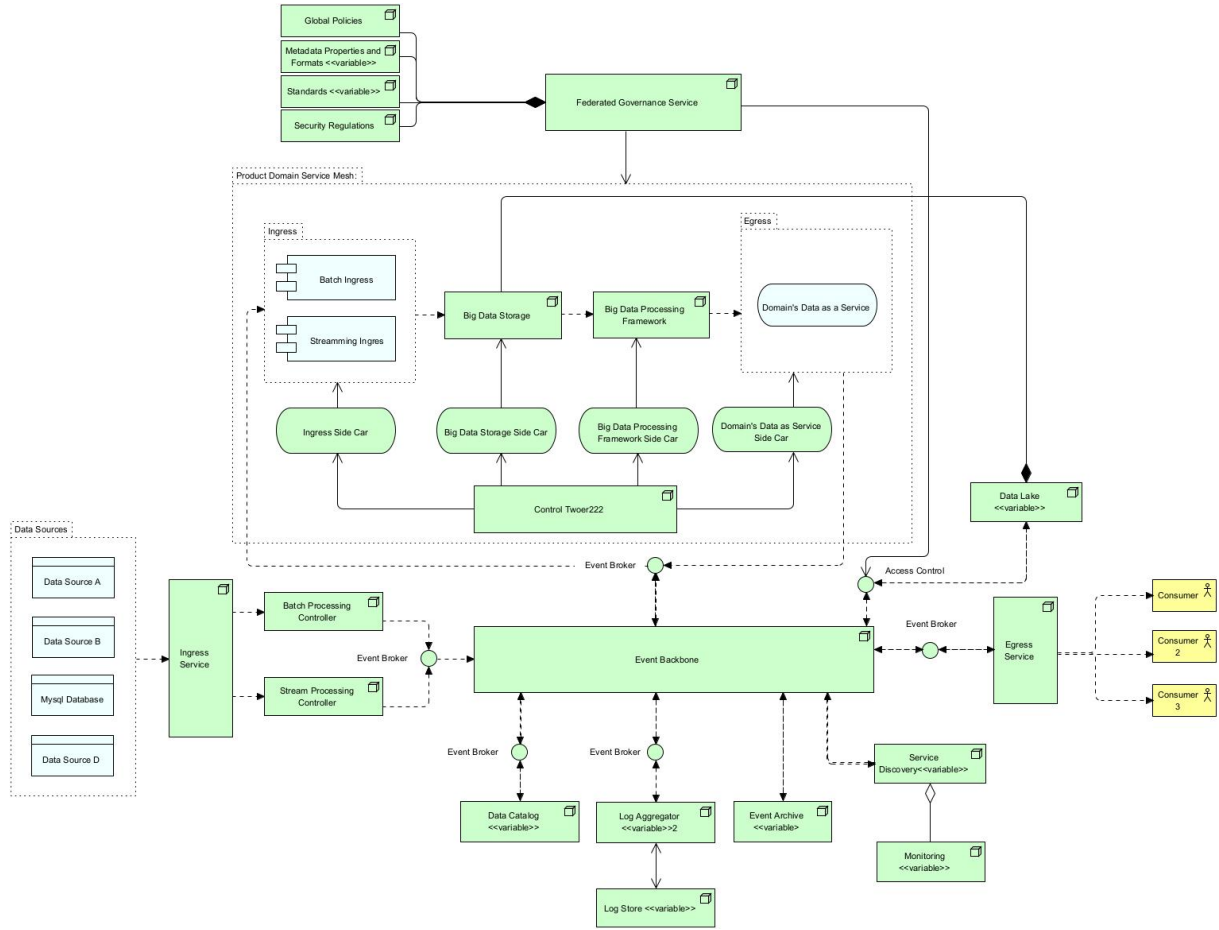 Global Policies
Metadata Properties and
Formats <<variable>>
Standards <<variable>>
Security Regulations
Federated Governance Service
Product Domain Service Mesh:
Ingress
Batch Ingress
Streamming Ingres
Big Data Storage
Big Data Processing
Framework
Egress
Domain's Data as a Service
Ingress Side Car
Big Data Storage Side Car
Big Data Processing
Framework Side Car
Domain's Data as Service
Side Car
Control Twoer222
Data Lake
<<variable>>
Data Sources
Data Source A
Data Source B
Mysql Database
Data Source D
Ingress
Service
Batch Processing
Controller
Stream Processing
Controller
Event Broker
Event Broker
Access Control
Event Backbone
Event Broker
Egress
Service
Consumer
Consumer
2
Consumer
3
Event Broker
Event Broker
Data Catalog
<<variable>>
Log Aggregator
<<variable>>2
Event Archive
<<variable>
Service
Discovery<<variable>>
Monitoring
<<variable>>
Log Store <<variable>>